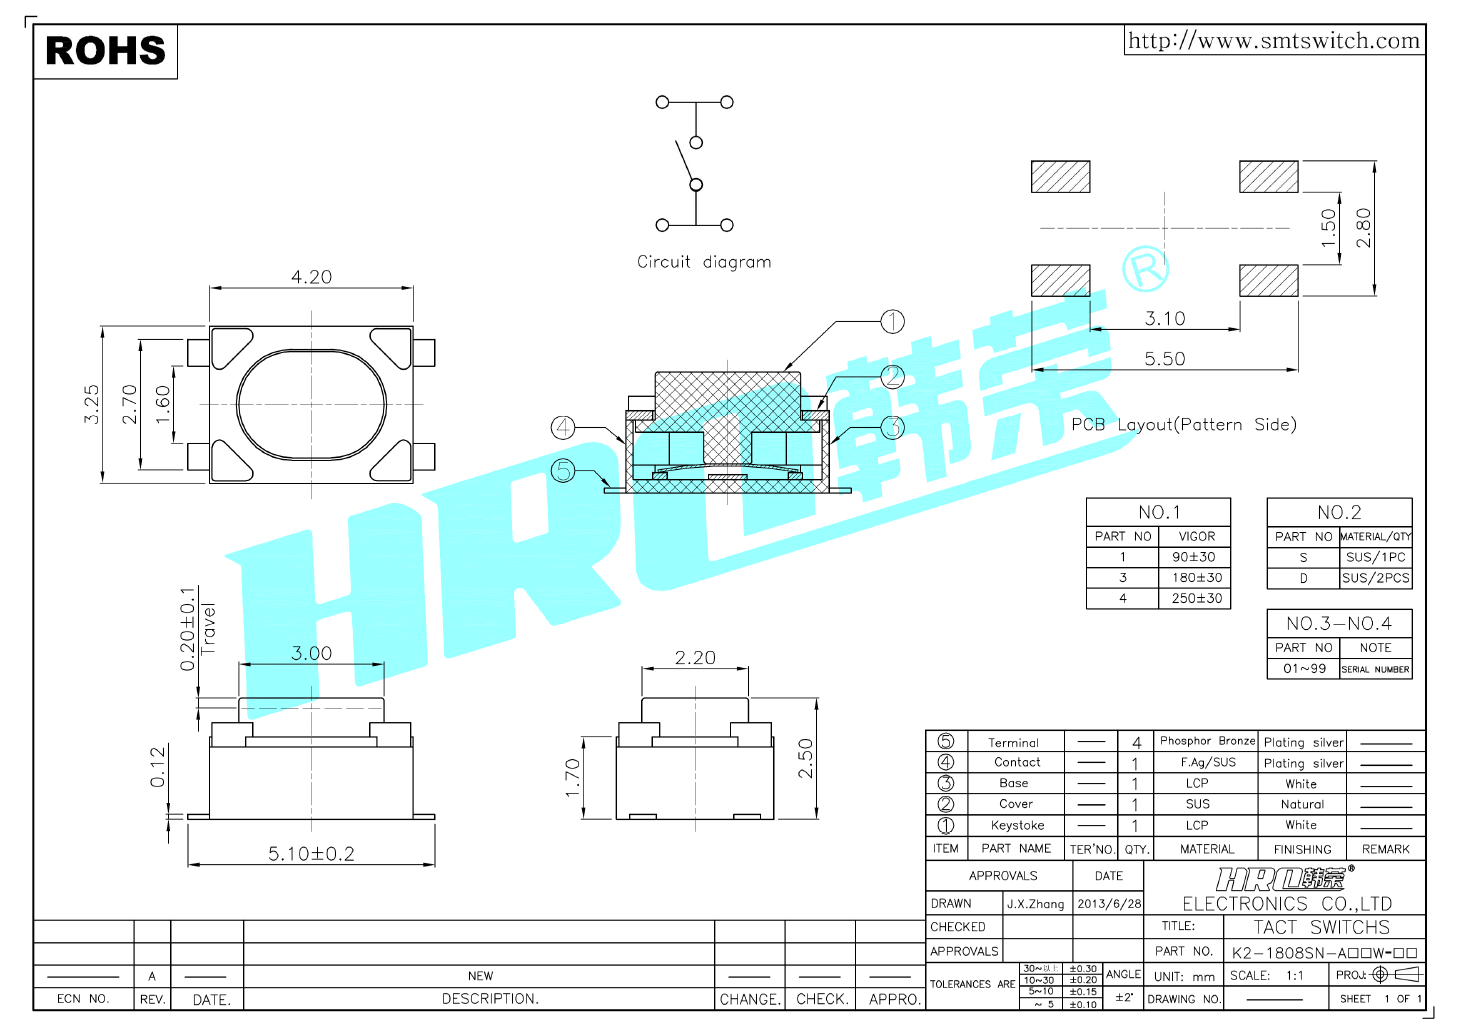 ROHS
http://www.smtswitch.com
Circuit diagram
1.50
2.80
3.10
5.50
PCB Layout(Pattern Side)
4.20
3.25
2.70
1.60
①
②
③
④
⑤
HRO韩荣®
0.20±0.1
Travel
3.00
0.12
5.10±0.2
2.20
1.70
2.50
NO.1
PART NO VIGOR
1 90±30
3 180±30
4 250±30
NO.2
PART NO MATERIAL/QTY
S SUS/1PC
D SUS/2PCS
NO.3-NO.4
PART NO NOTE
01~99 SERIAL NUMBER
⑤ Terminal 4 Phosphor Bronze Plating silver
④ Contact 1 F.Ag/SUS Plating silver
③ Base 1 LCP White
② Cover 1 SUS Natural
① Keystoke 1 LCP White
ITEM PART NAME TER'NO. QTY. MATERIAL FINISHING REMARK
APPROVALS DATE
HRO韩荣®
ELECTRONICS CO.,LTD
DRAWN J.X.Zhang 2013/6/28
CHECKED
TITLE: TACT SWITCHS
APPROVALS
PART NO. K2-1808SN-A□□W-□□
TOLERANCES ARE
30~以上 ±0.30
10~30 ±0.20
5~10 ±0.15
~ 5 ±0.10
ANGLE
±2°
UNIT: mm SCALE: 1:1 PROJ:
DRAWING NO. SHEET 1 OF 1
A NEW
ECN NO. REV. DATE. DESCRIPTION. CHANGE. CHECK. APPRO.